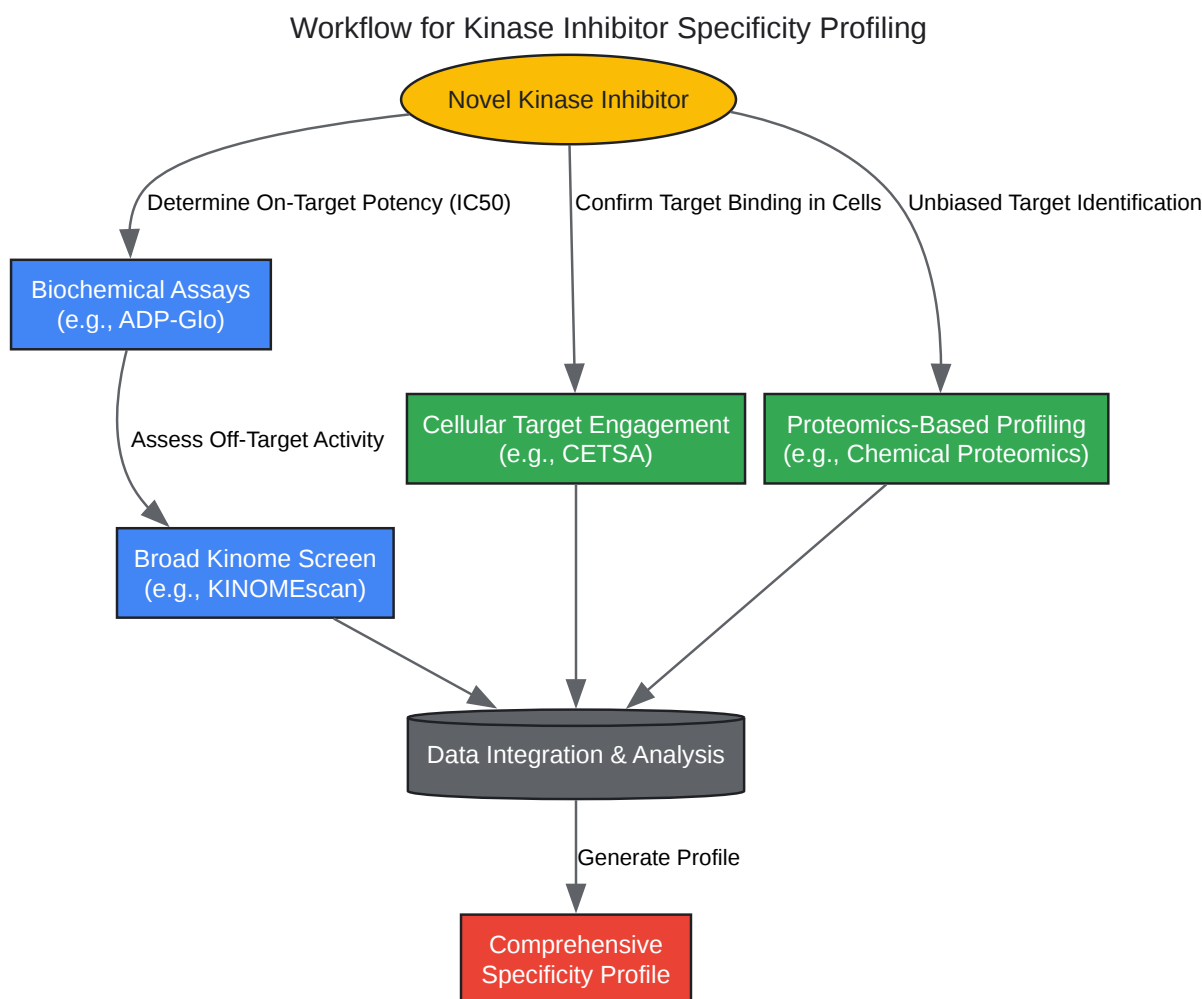 Workflow for Kinase Inhibitor Specificity Profiling
Novel Kinase Inhibitor
Determine On-Target Potency (IC50)
Confirm Target Binding in Cells
Unbiased Target Identification
Biochemical Assays
(e.g., ADP-Glo)
Assess Off-Target Activity
Cellular Target Engagement
(e.g., CETSA)
Proteomics-Based Profiling
(e.g., Chemical Proteomics)
Broad Kinome Screen
(e.g., KINOMEscan)
Data Integration & Analysis
Generate Profile
Comprehensive
Specificity Profile